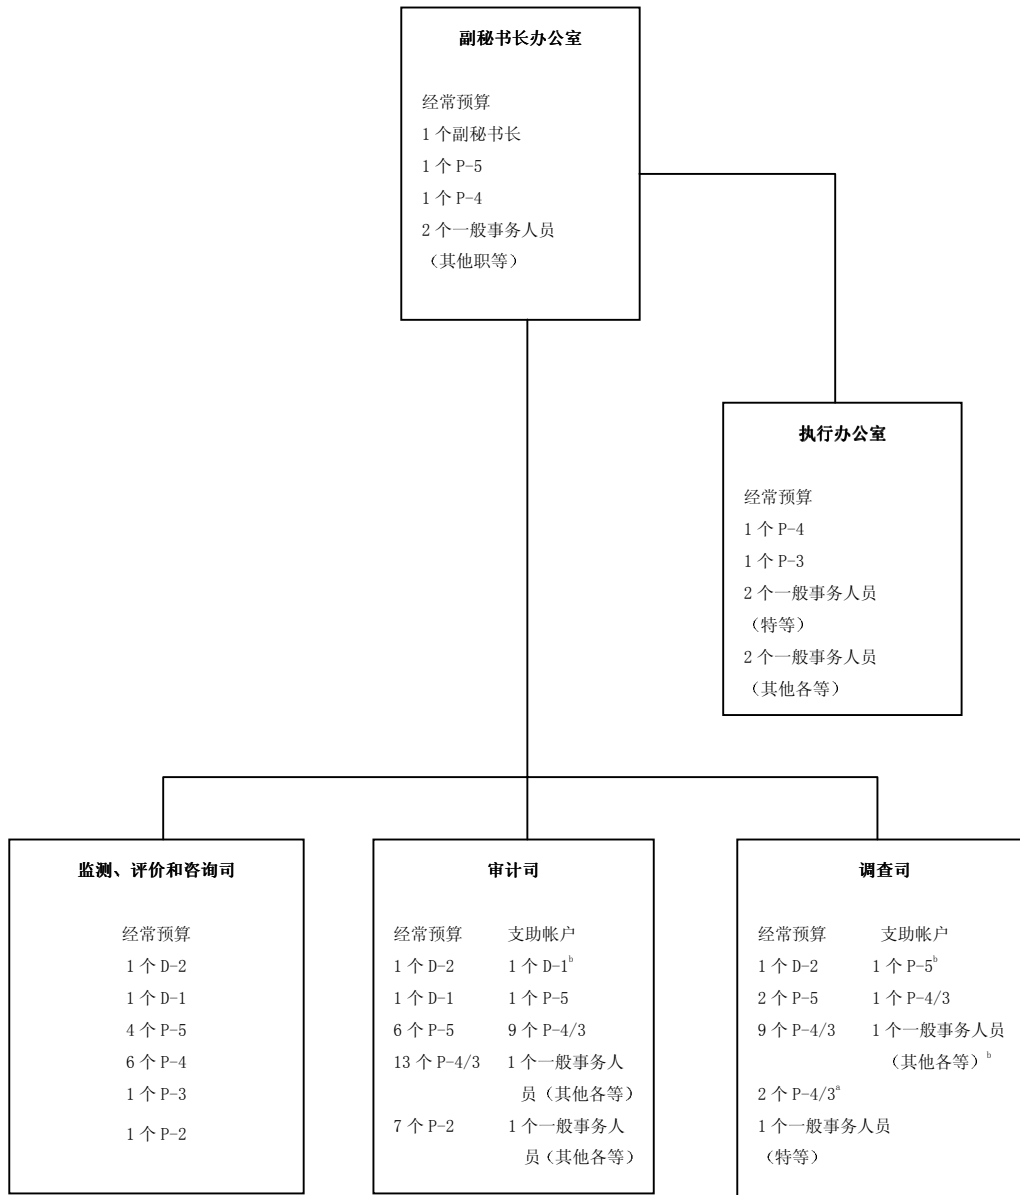 副秘书长办公室
经常预算
1 个副秘书长
1 个 P-5
1 个 P-4
2 个一般事务人员
（其他职等）
执行办公室
经常预算
1 个 P-4
1 个 P-3
2 个一般事务人员
（特等）
2 个一般事务人员
（其他各等）
监测、评价和咨询司
经常预算
1 个 D-2
1 个 D-1
4 个 P-5
6 个 P-4
1 个 P-3
1 个 P-2
审计司
经常预算 支助帐户
1 个 D-2 1 个 D-1ᵇ
1 个 D-1 1 个 P-5
6 个 P-5 9 个 P-4/3
13 个 P-4/3 1 个一般事务人
员（其他各等）
7 个 P-2 1 个一般事务人
员（其他各等）
调查司
经常预算 支助帐户
1 个 D-2 1 个 P-5ᵇ
2 个 P-5 1 个 P-4/3
9 个 P-4/3 1 个一般事务人员
（其他各等）ᵇ
2 个 P-4/3ᵃ
1 个一般事务人员
（特等）